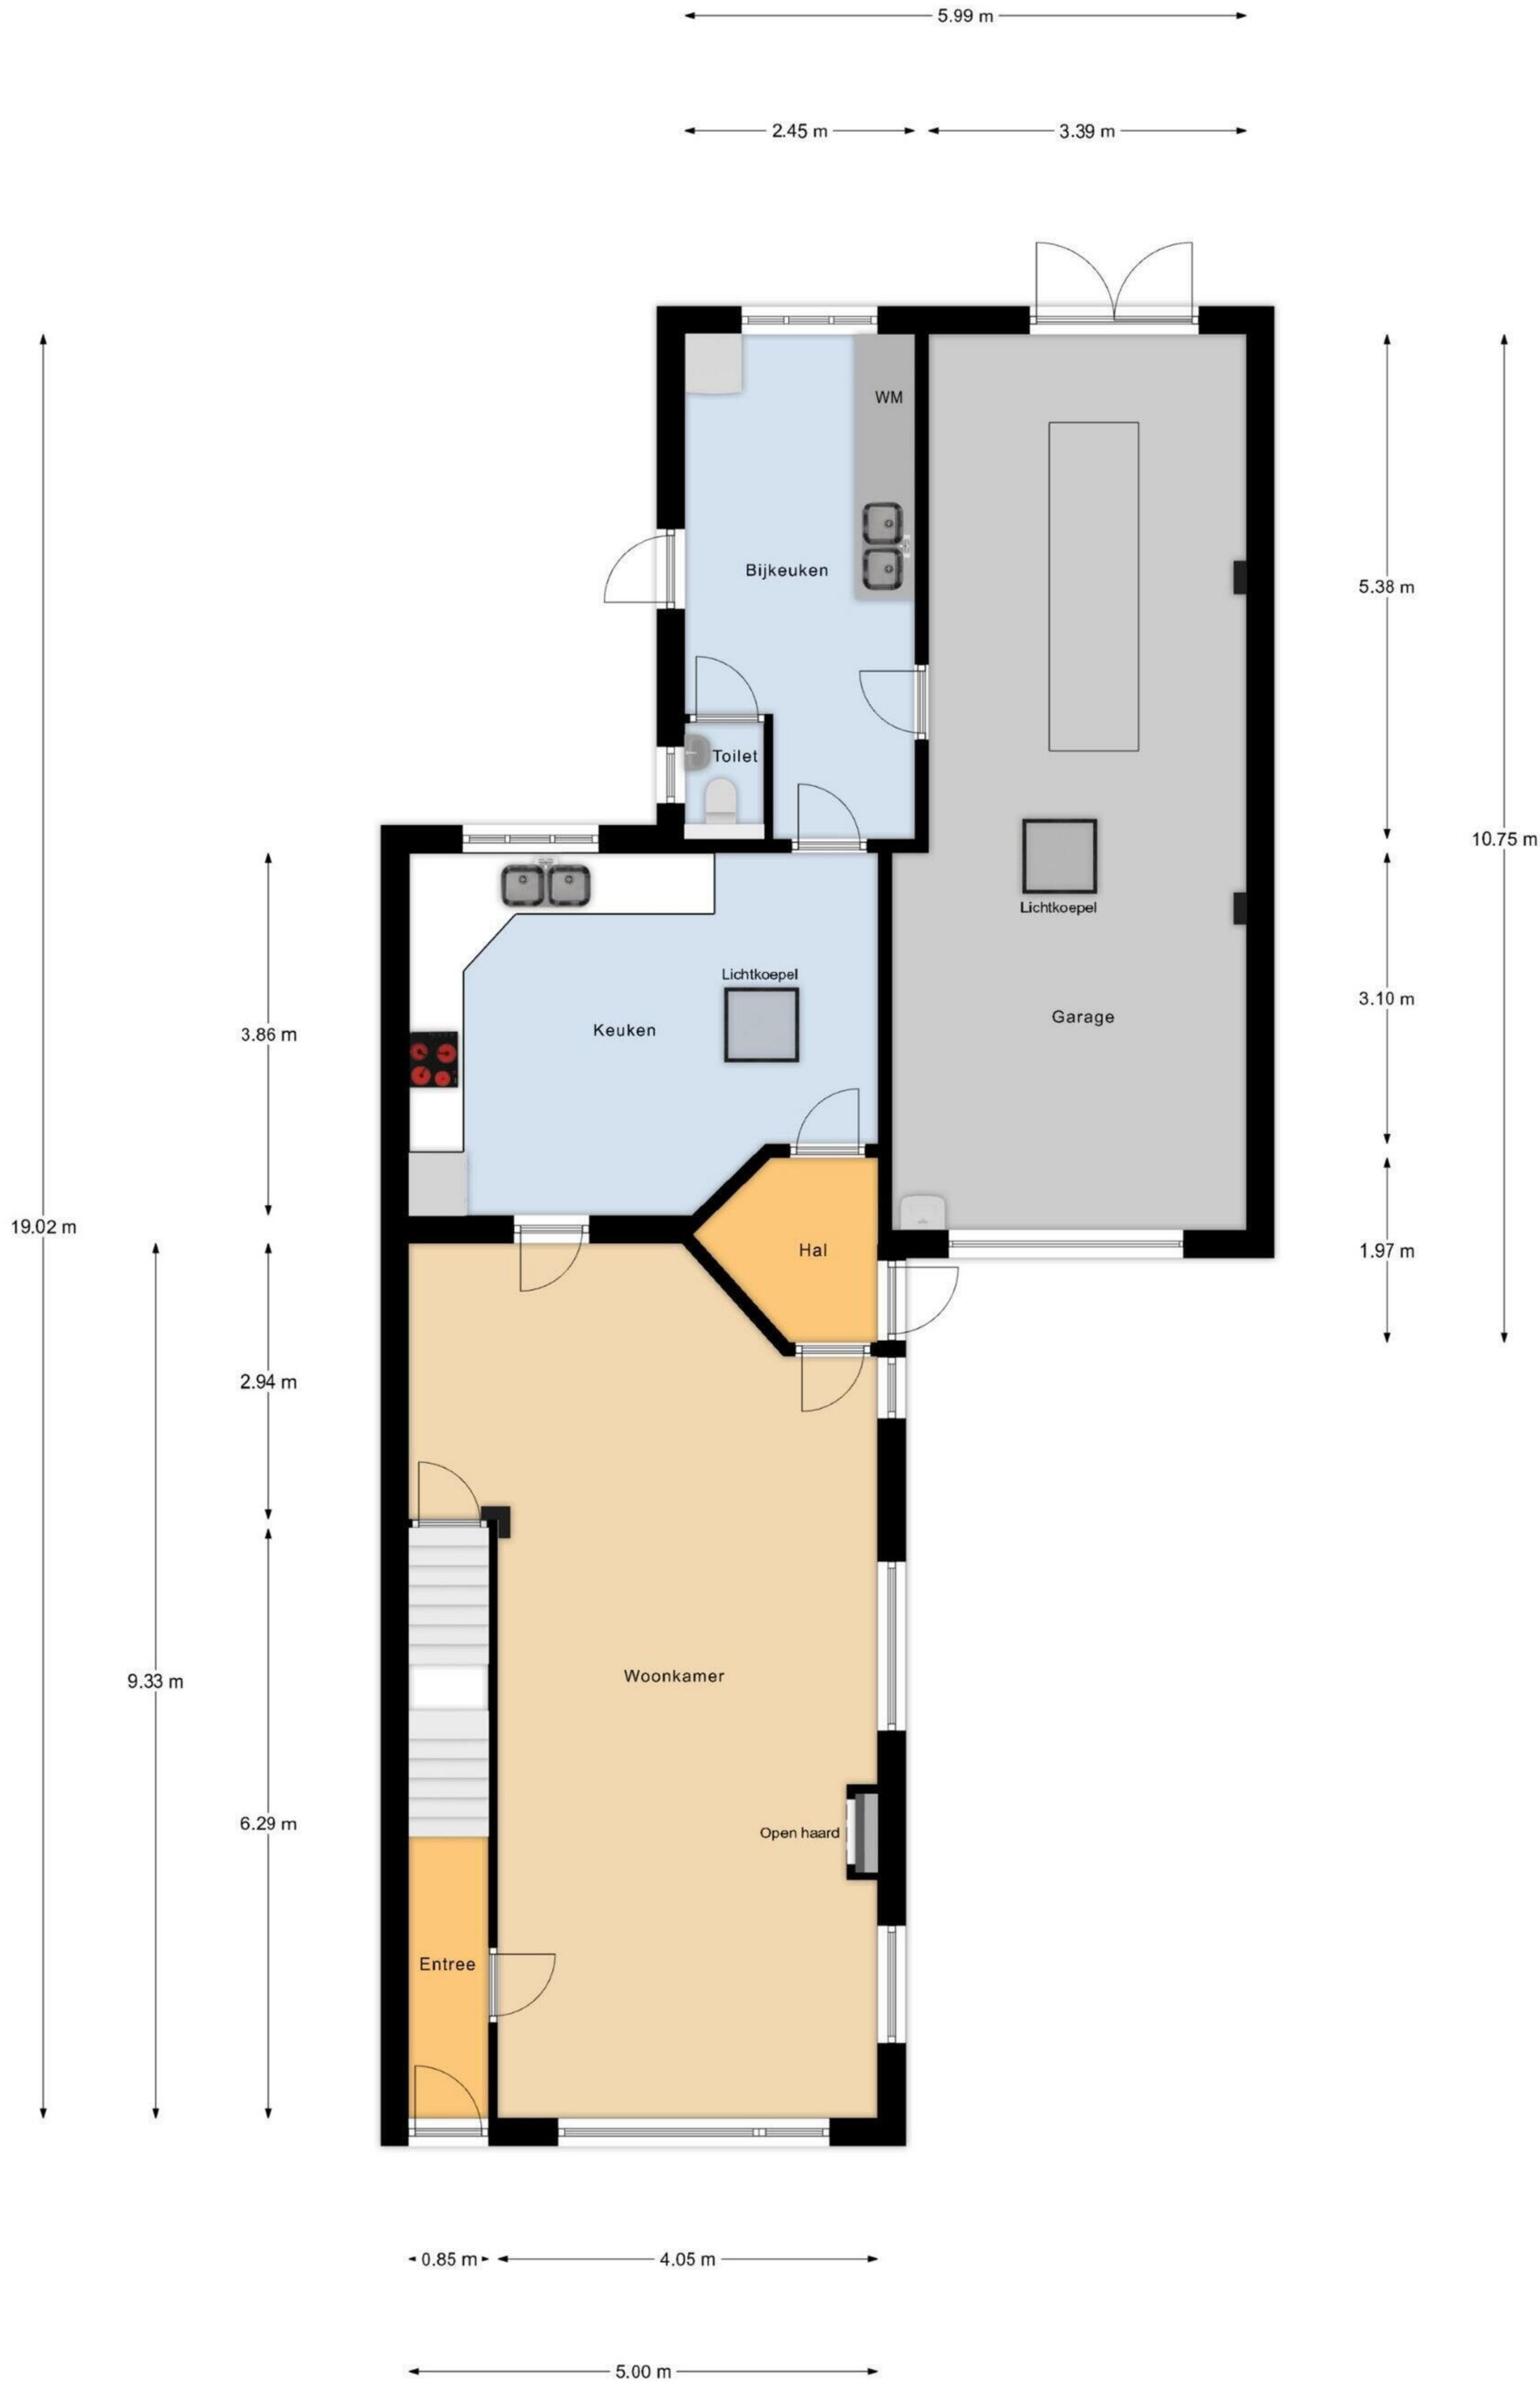 5.99 m
2.45 m
3.39 m
WM
Bijkeuken
5.38 m
Toilet
10.75 m
Lichtkoepel
Lichtkoepel
3.10 m
Garage
Keuken
3.86 m
19.02 m
Hal
1.97 m
2.94 m
Woonkamer
9.33 m
6.29 m
Open haard
Entree
0.85 m
4.05 m
5.00 m